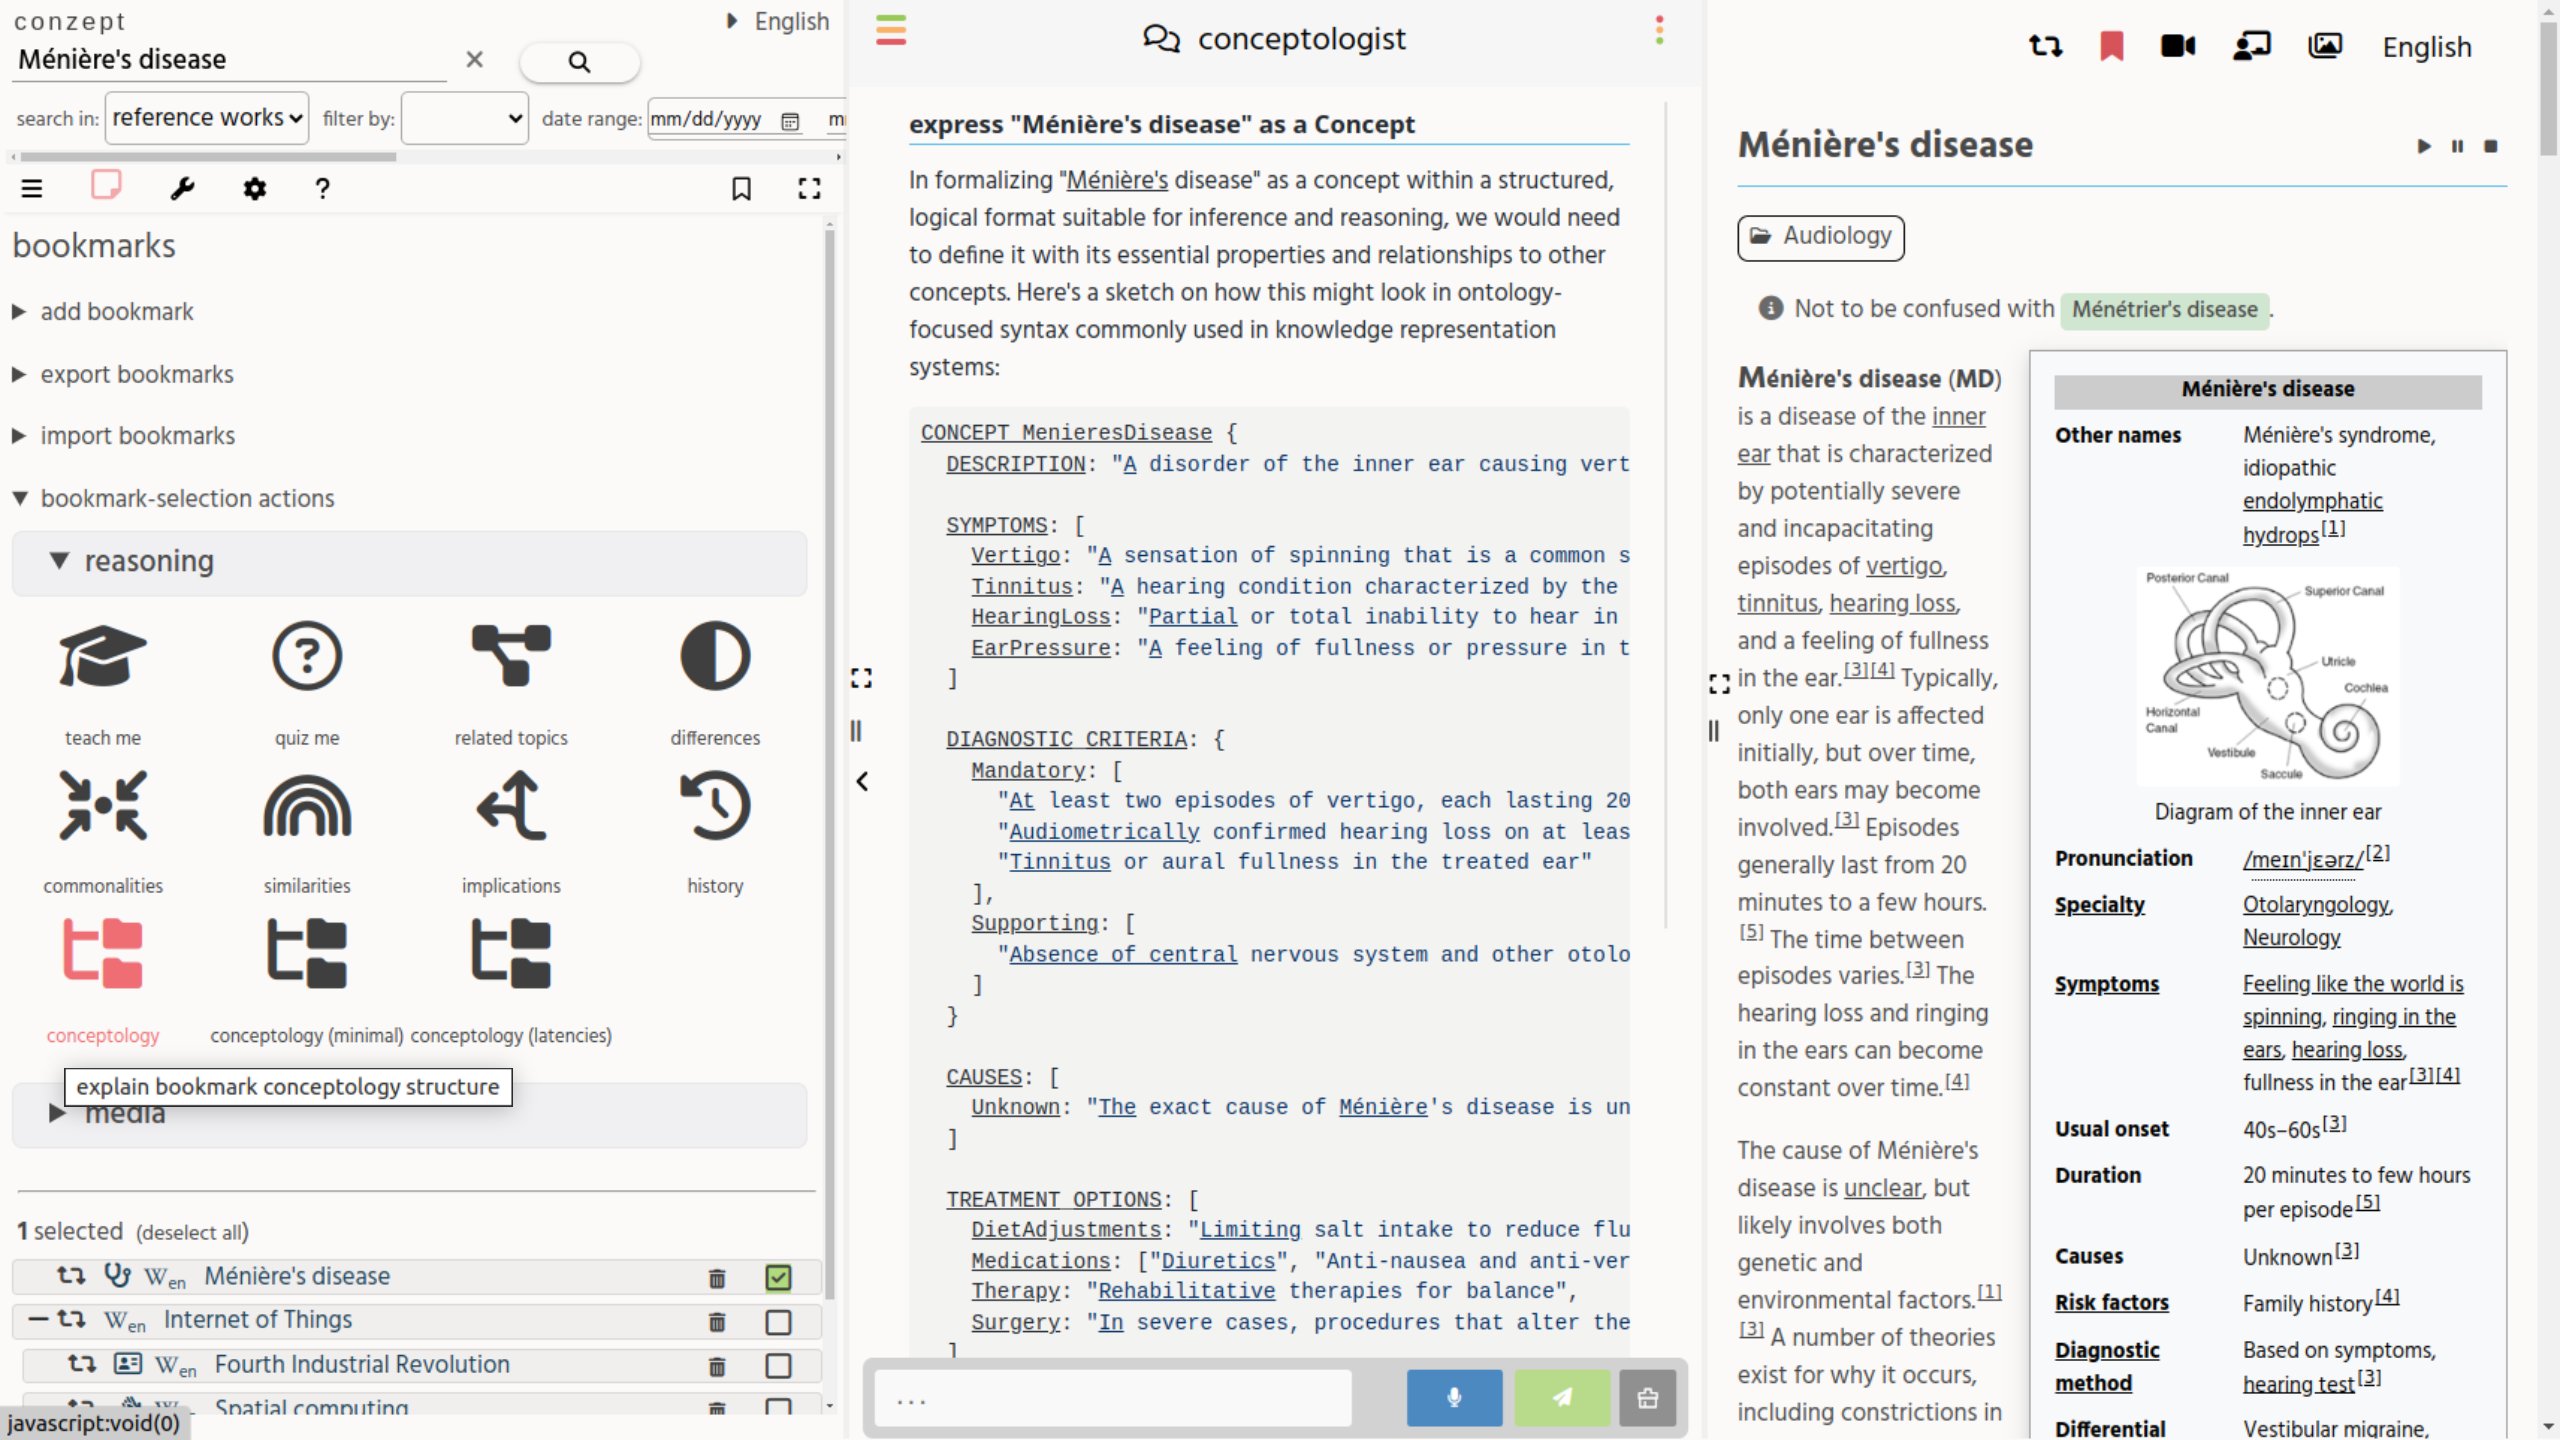 conzept
English
Ménière's disease
search in: reference works filter by: date range: mm/dd/yyyy
bookmarks
add bookmark
export bookmarks
import bookmarks
bookmark-selection actions
reasoning
teach me quiz me related topics differences
commonalities similarities implications history
conceptology conceptology (minimal) conceptology (latencies)
explain bookmark conceptology structure
media
1 selected (deselect all)
Wen Ménière's disease
Wen Internet of Things
Wen Fourth Industrial Revolution
Spatial computing
javascript:void(0)
conceptologist
express "Ménière's disease" as a Concept
In formalizing "Ménière's disease" as a concept within a structured,
logical format suitable for inference and reasoning, we would need
to define it with its essential properties and relationships to other
concepts. Here's a sketch on how this might look in ontology-
focused syntax commonly used in knowledge representation
systems:
CONCEPT MenieresDisease {
DESCRIPTION: "A disorder of the inner ear causing vert
SYMPTOMS: [
Vertigo: "A sensation of spinning that is a common s
Tinnitus: "A hearing condition characterized by the
HearingLoss: "Partial or total inability to hear in
EarPressure: "A feeling of fullness or pressure in t
]
DIAGNOSTIC_CRITERIA: {
Mandatory: [
"At least two episodes of vertigo, each lasting 20
"Audiometrically confirmed hearing loss on at leas
"Tinnitus or aural fullness in the treated ear"
],
Supporting: [
"Absence of central nervous system and other otolo
]
}
CAUSES: [
Unknown: "The exact cause of Ménière's disease is un
]
TREATMENT_OPTIONS: [
DietAdjustments: "Limiting salt intake to reduce flu
Medications: ["Diuretics", "Anti-nausea and anti-ver
Therapy: "Rehabilitative therapies for balance",
Surgery: "In severe cases, procedures that alter the
]
...
English
Ménière's disease
Audiology
Not to be confused with Ménétrier's disease .
Ménière's disease (MD)
is a disease of the inner
ear that is characterized
by potentially severe
and incapacitating
episodes of vertigo,
tinnitus, hearing loss,
and a feeling of fullness
in the ear.[3][4] Typically,
only one ear is affected
initially, but over time,
both ears may become
involved.[3] Episodes
generally last from 20
minutes to a few hours.
[5] The time between
episodes varies.[3] The
hearing loss and ringing
in the ears can become
constant over time.[4]
The cause of Ménière's
disease is unclear, but
likely involves both
genetic and
environmental factors.[1]
[3] A number of theories
exist for why it occurs,
including constrictions in
Ménière's disease
Other names Ménière's syndrome,
idiopathic
endolymphatic
hydrops[1]
Posterior Canal
Superior Canal
Utricle
Cochlea
Horizontal
Canal
Vestibule
Saccule
Diagram of the inner ear
Pronunciation /meɪnˈjɛərz/[2]
Specialty Otolaryngology,
Neurology
Symptoms Feeling like the world is
spinning, ringing in the
ears, hearing loss,
fullness in the ear[3][4]
Usual onset 40s–60s[3]
Duration 20 minutes to few hours
per episode[5]
Causes Unknown[3]
Risk factors Family history[4]
Diagnostic Based on symptoms,
method hearing test[3]
Differential Vestibular migraine,